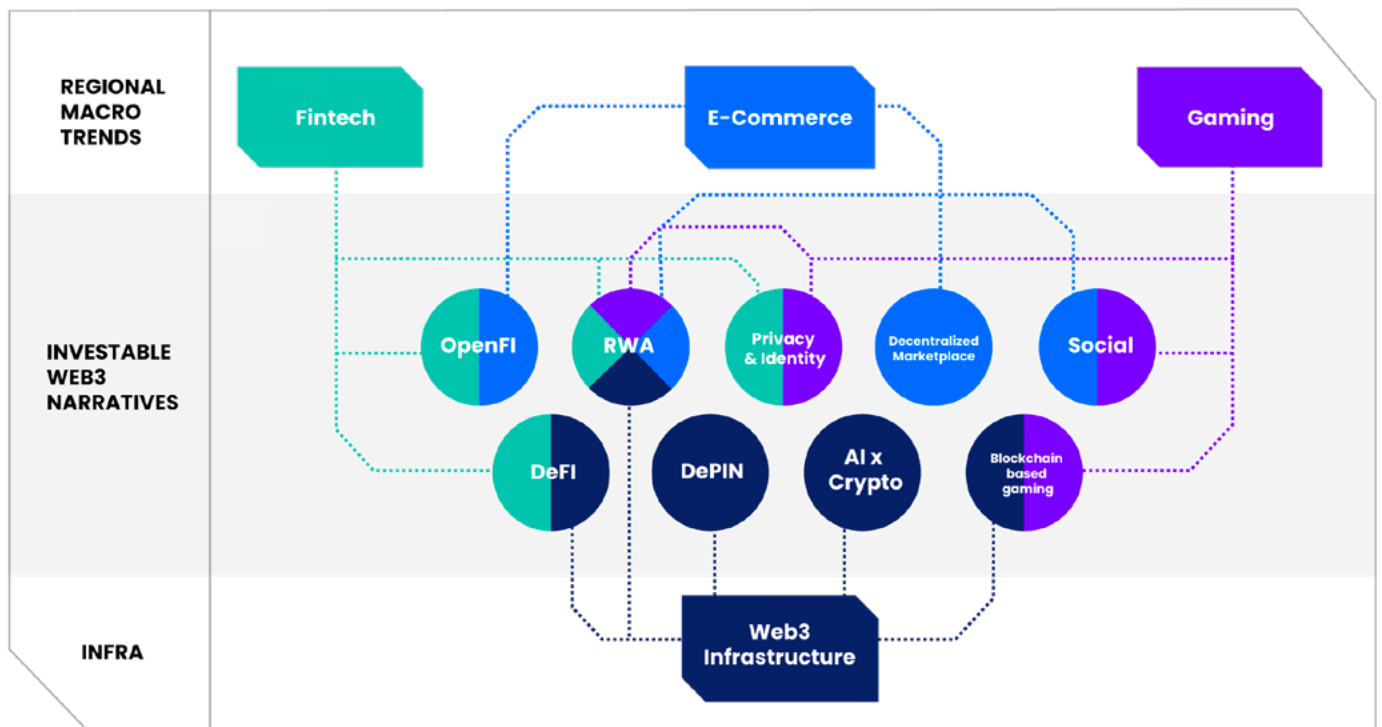 REGIONAL
MACRO
TRENDS
Fintech
E-Commerce
Gaming
INVESTABLE
WEB3
NARRATIVES
OpenFI
RWA
Privacy
& Identity
Decentralized
Marketplace
Social
DeFI
DePIN
AI x
Crypto
Blockchain
based
gaming
INFRA
Web3
Infrastructure